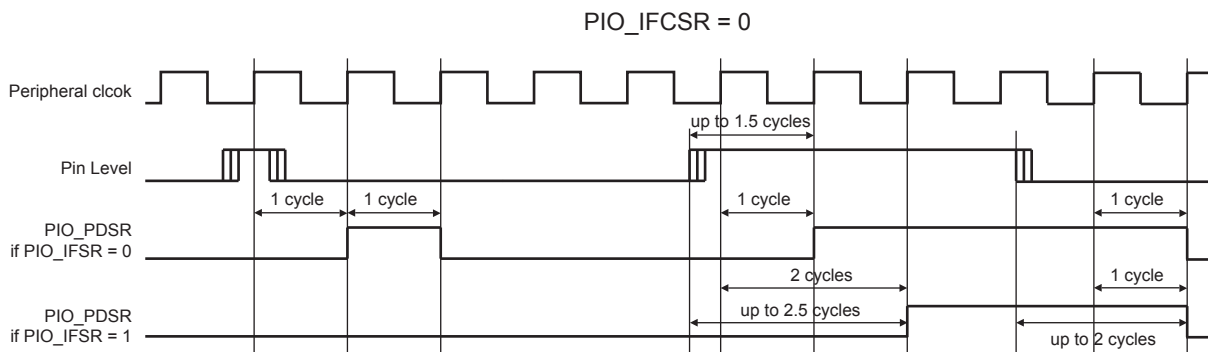 PIO_IFCSR = 0
Peripheral clcok
up to 1.5 cycles
Pin Level
1 cycle
1 cycle
1 cycle
1 cycle
PIO_PDSR
if PIO_IFSR = 0
2 cycles
1 cycle
PIO_PDSR
if PIO_IFSR = 1
up to 2.5 cycles
up to 2 cycles